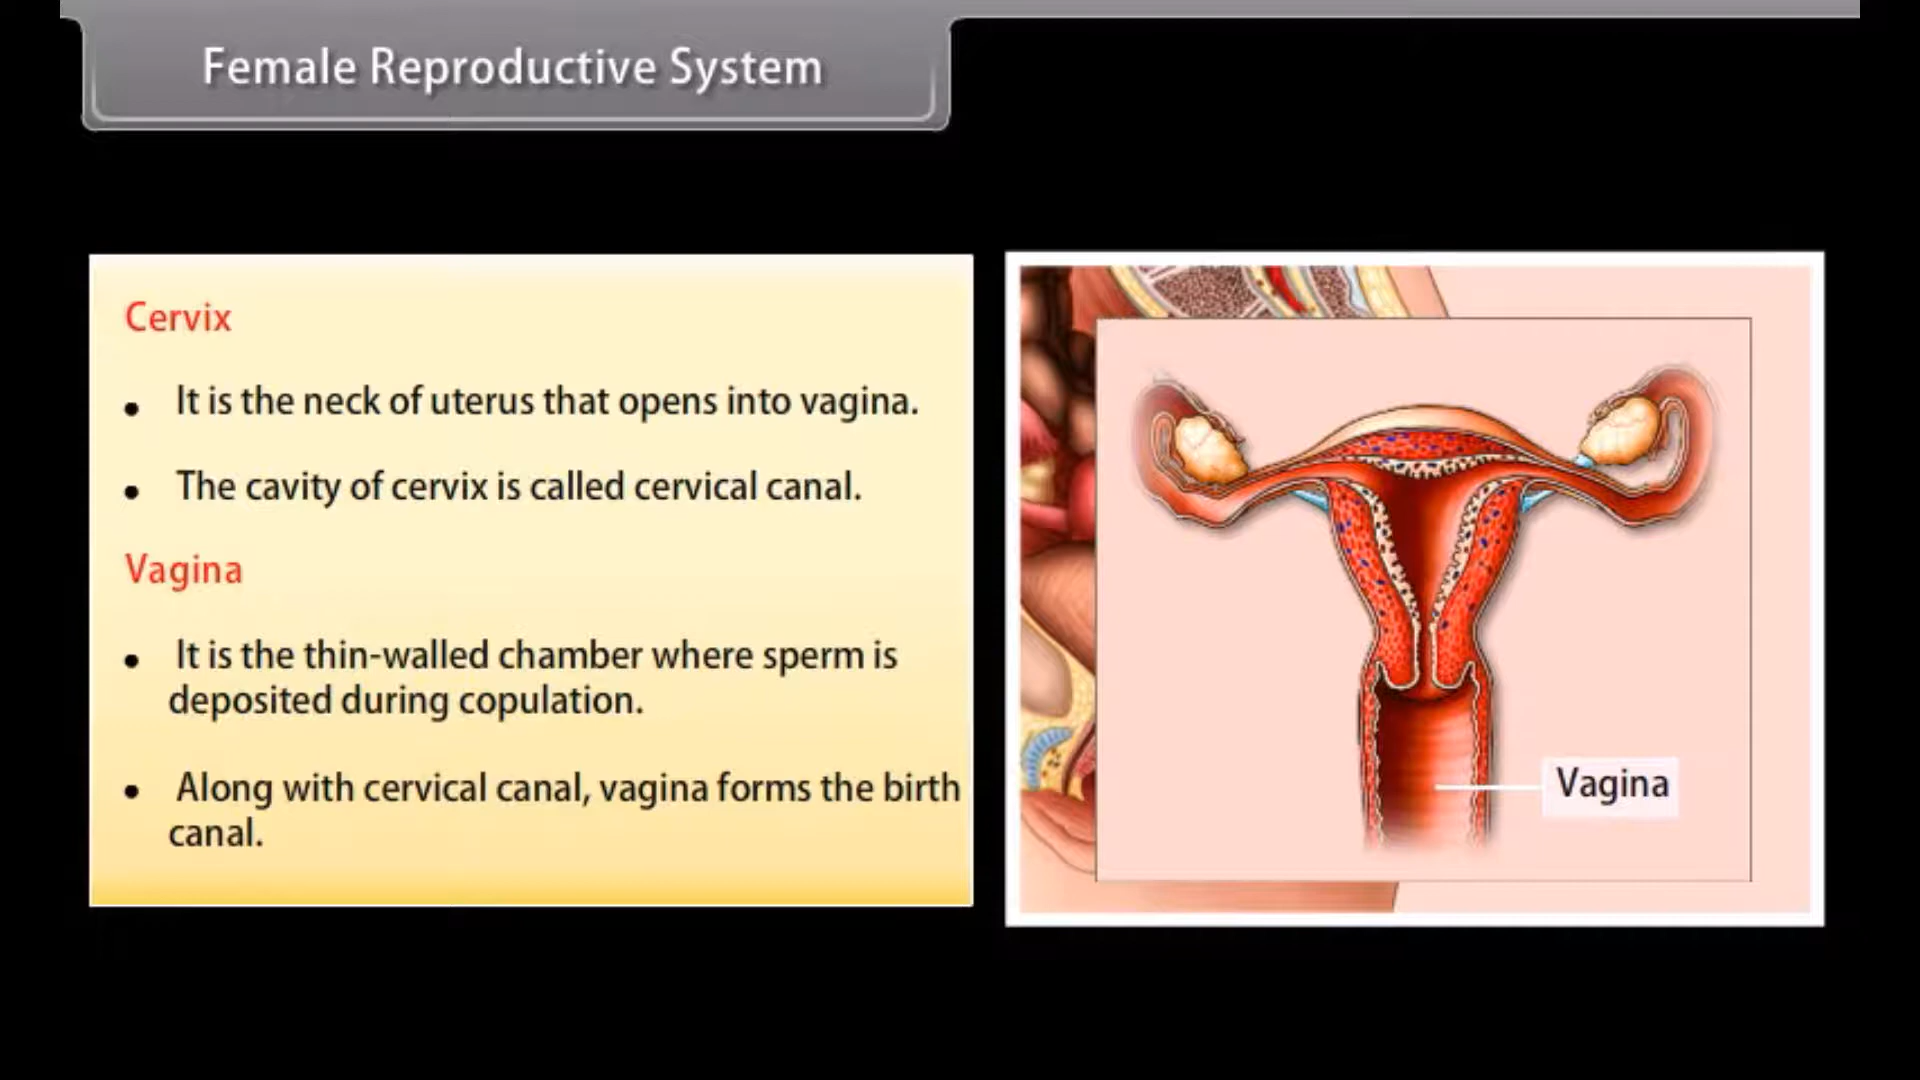 Female Reproductive System
Cervix
• It is the neck of uterus that opens into vagina.
• The cavity of cervix is called cervical canal.
Vagina
• It is the thin-walled chamber where sperm is
deposited during copulation.
• Along with cervical canal, vagina forms the birth
canal.
Vagina